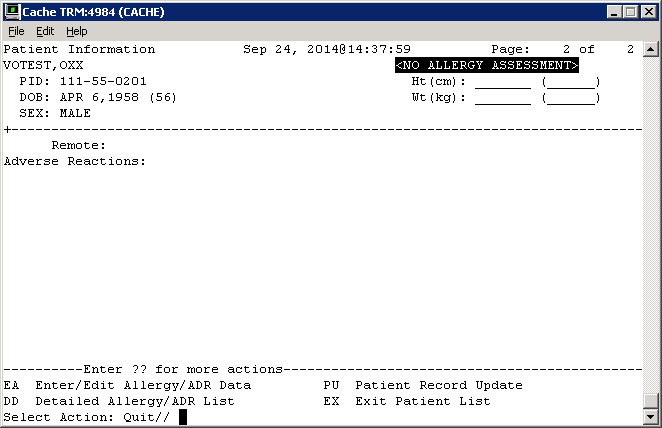 Cache TRM:4984 (CACHE)
File Edit Help
Patient Information Sep 24, 2014@14:37:59 Page: 2 of 2
VOTEST,OXX <NO ALLERGY ASSESSMENT>
PID: 111-55-0201 Ht(cm): _______ (______)
DOB: APR 6,1958 (56) Wt(kg): _______ (______)
SEX: MALE
+--------------------------------------------------------------------------------
Remote:
Adverse Reactions:
----------Enter ?? for more actions---------------------------------------------
EA Enter/Edit Allergy/ADR Data PU Patient Record Update
DD Detailed Allergy/ADR List EX Exit Patient List
Select Action: Quit//